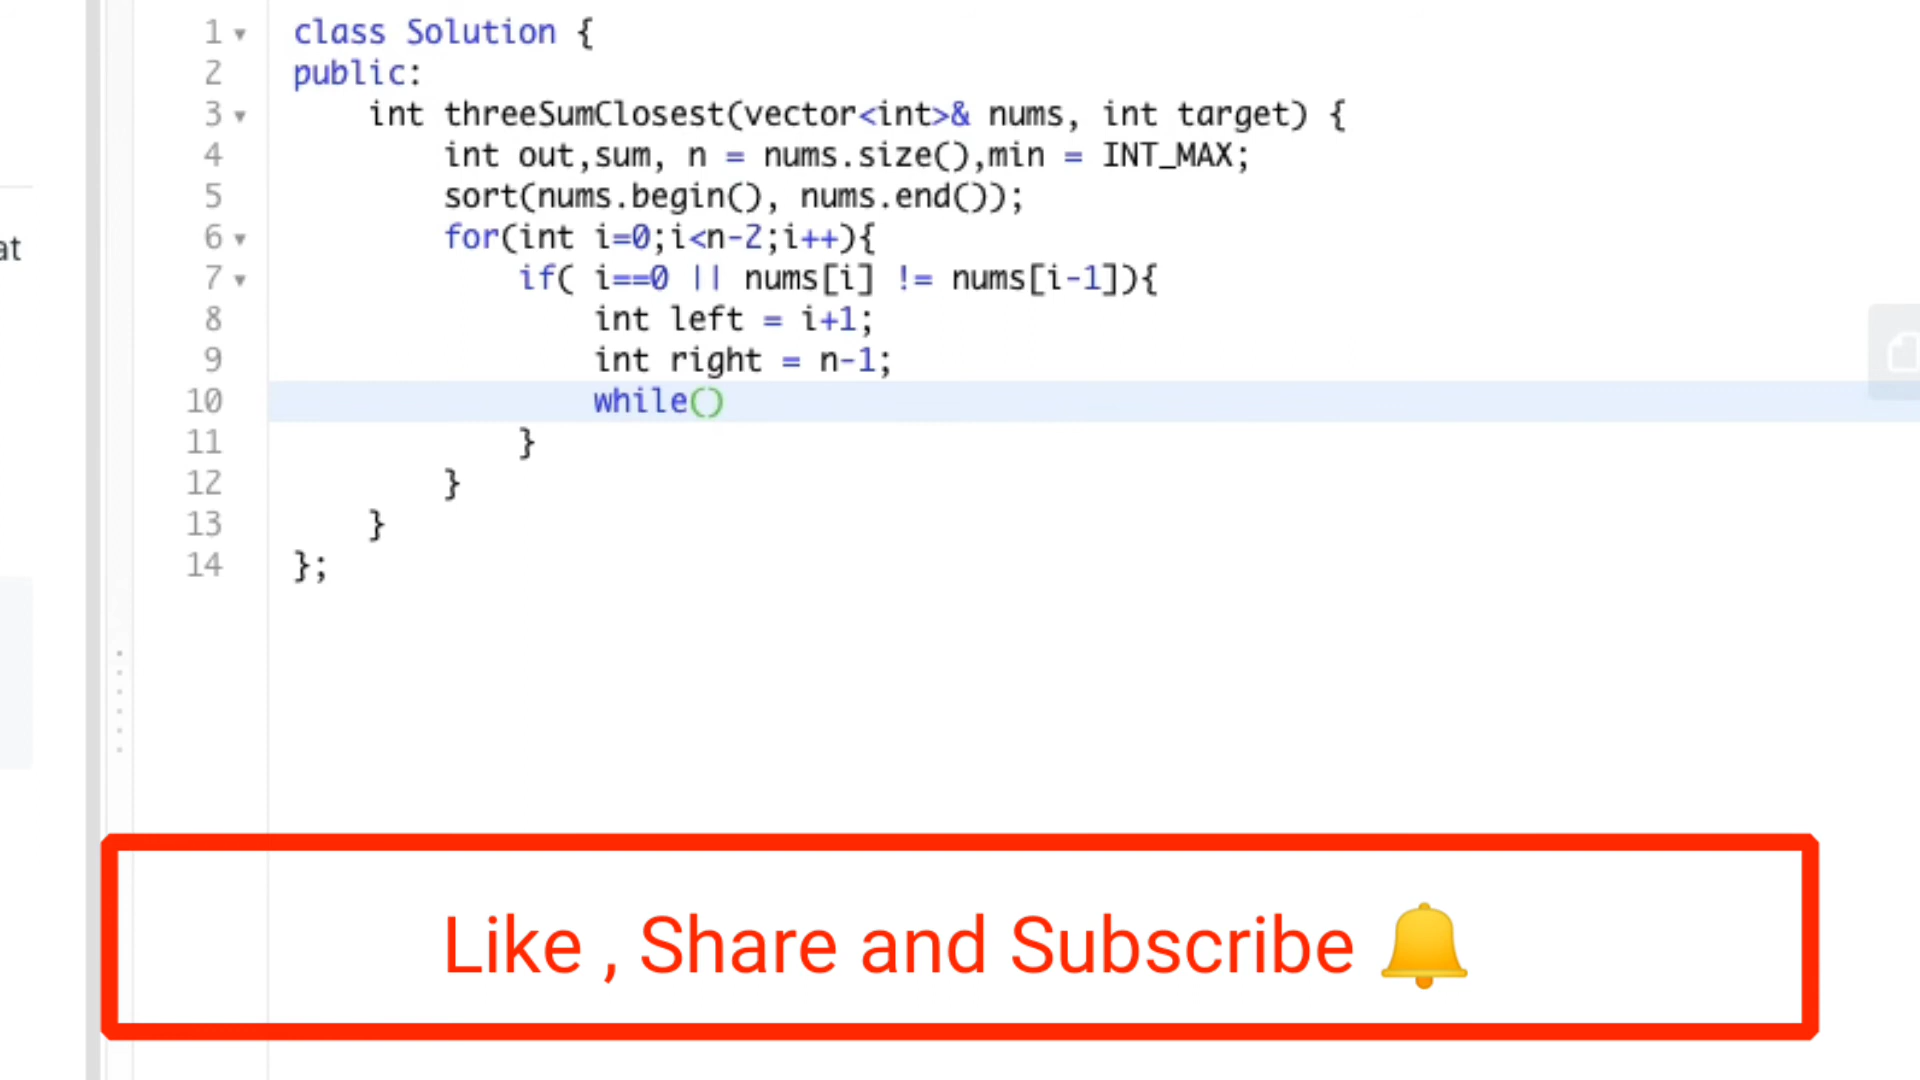 1 class Solution {
2 public:
3 int threeSumClosest(vector<int>& nums, int target) {
4 int out,sum, n = nums.size(),min = INT_MAX;
5 sort(nums.begin(), nums.end());
6 for(int i=0;i<n-2;i++){
7 if( i==0 || nums[i] != nums[i-1]){
8 int left = i+1;
9 int right = n-1;
10 while()
11 }
12 }
13 }
14 };
at
Like , Share and Subscribe 🔔